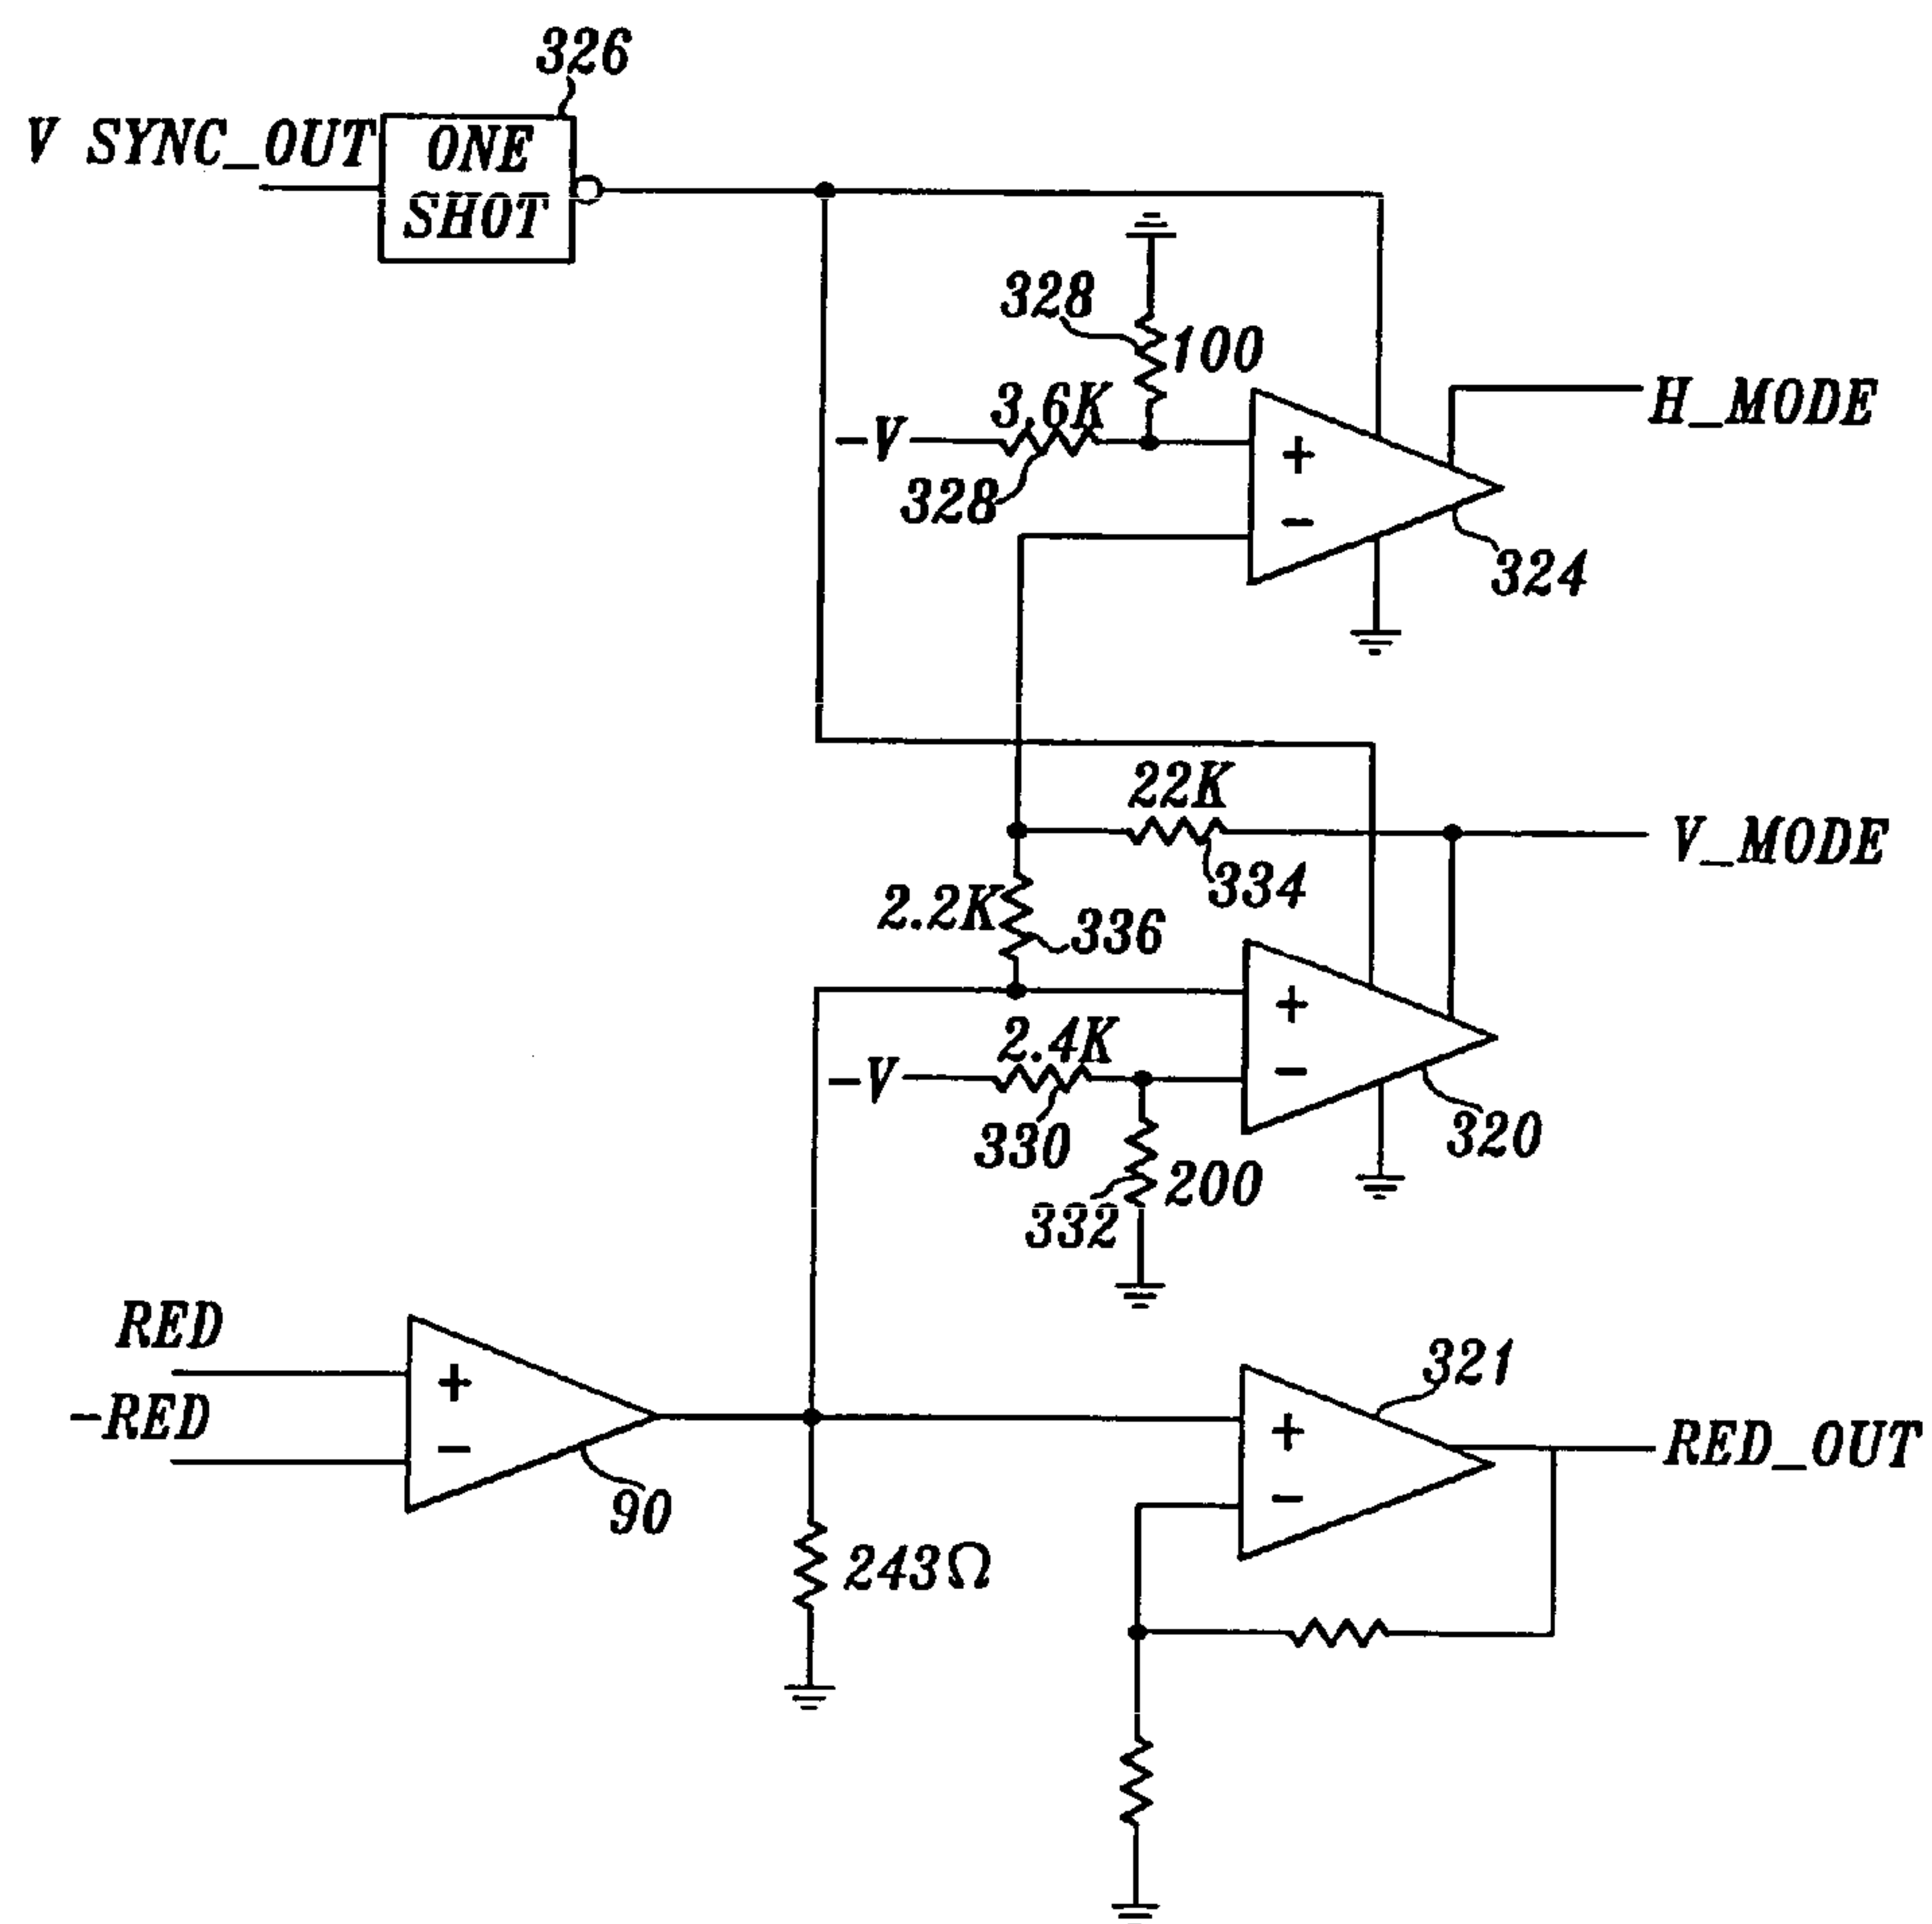 326
V SYNC_OUT
ONE
SHOT
328
100
3.6K
-V
328
+
-
H_MODE
324
22K
334
V_MODE
2.2K
336
+
-
2.4K
-V
330
332
200
320
RED
-RED
+
-
90
243Ω
321
+
-
RED_OUT